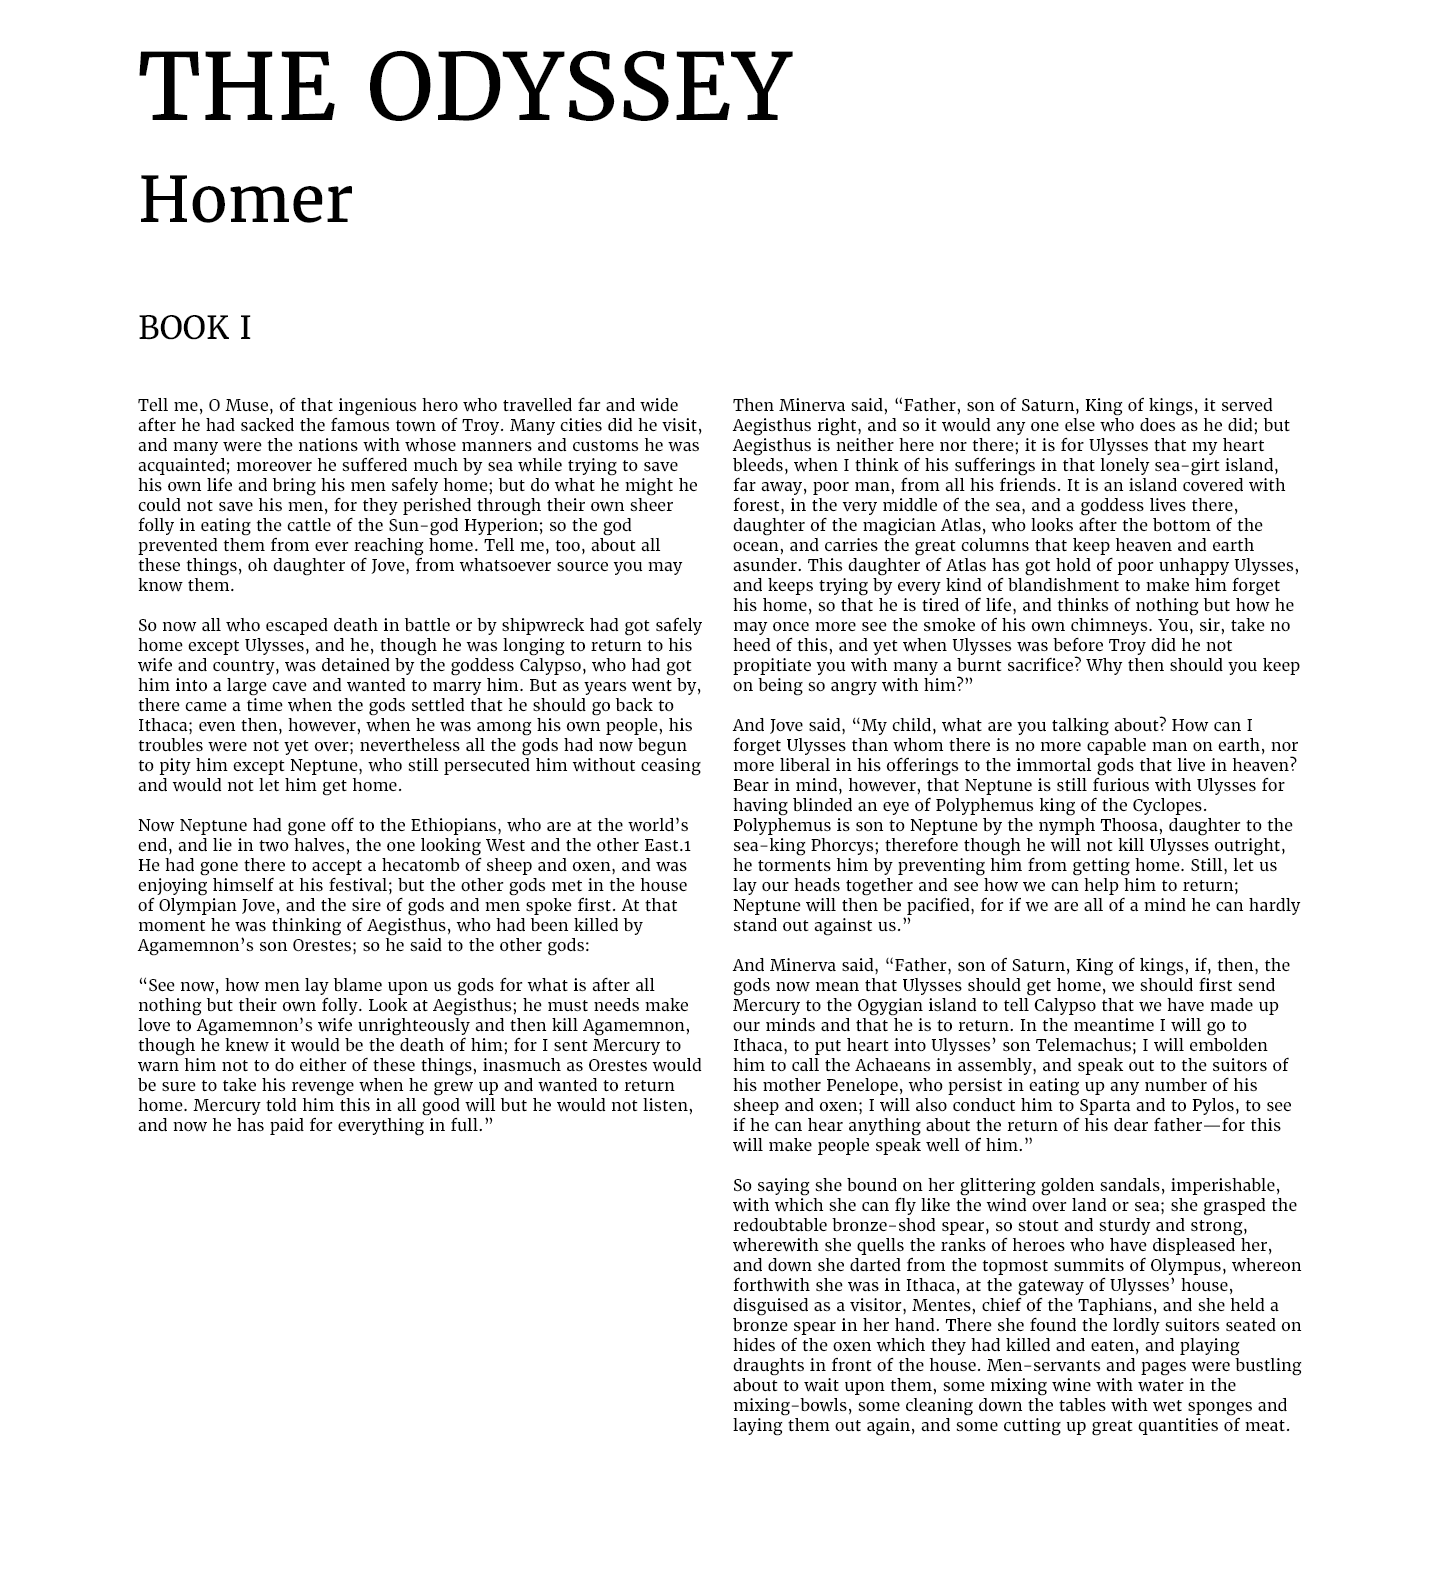 THE ODYSSEY
Homer
BOOK I
Tell me, O Muse, of that ingenious hero who travelled far and wide
after he had sacked the famous town of Troy. Many cities did he visit,
and many were the nations with whose manners and customs he was
acquainted; moreover he suffered much by sea while trying to save
his own life and bring his men safely home; but do what he might he
could not save his men, for they perished through their own sheer
folly in eating the cattle of the Sun-god Hyperion; so the god
prevented them from ever reaching home. Tell me, too, about all
these things, oh daughter of Jove, from whatsoever source you may
know them.
So now all who escaped death in battle or by shipwreck had got safely
home except Ulysses, and he, though he was longing to return to his
wife and country, was detained by the goddess Calypso, who had got
him into a large cave and wanted to marry him. But as years went by,
there came a time when the gods settled that he should go back to
Ithaca; even then, however, when he was among his own people, his
troubles were not yet over; nevertheless all the gods had now begun
to pity him except Neptune, who still persecuted him without ceasing
and would not let him get home.
Now Neptune had gone off to the Ethiopians, who are at the world’s
end, and lie in two halves, the one looking West and the other East.1
He had gone there to accept a hecatomb of sheep and oxen, and was
enjoying himself at his festival; but the other gods met in the house
of Olympian Jove, and the sire of gods and men spoke first. At that
moment he was thinking of Aegisthus, who had been killed by
Agamemnon’s son Orestes; so he said to the other gods:
“See now, how men lay blame upon us gods for what is after all
nothing but their own folly. Look at Aegisthus; he must needs make
love to Agamemnon’s wife unrighteously and then kill Agamemnon,
though he knew it would be the death of him; for I sent Mercury to
warn him not to do either of these things, inasmuch as Orestes would
be sure to take his revenge when he grew up and wanted to return
home. Mercury told him this in all good will but he would not listen,
and now he has paid for everything in full.”
Then Minerva said, “Father, son of Saturn, King of kings, it served
Aegisthus right, and so it would any one else who does as he did; but
Aegisthus is neither here nor there; it is for Ulysses that my heart
bleeds, when I think of his sufferings in that lonely sea-girt island,
far away, poor man, from all his friends. It is an island covered with
forest, in the very middle of the sea, and a goddess lives there,
daughter of the magician Atlas, who looks after the bottom of the
ocean, and carries the great columns that keep heaven and earth
asunder. This daughter of Atlas has got hold of poor unhappy Ulysses,
and keeps trying by every kind of blandishment to make him forget
his home, so that he is tired of life, and thinks of nothing but how he
may once more see the smoke of his own chimneys. You, sir, take no
heed of this, and yet when Ulysses was before Troy did he not
propitiate you with many a burnt sacrifice? Why then should you keep
on being so angry with him?”
And Jove said, “My child, what are you talking about? How can I
forget Ulysses than whom there is no more capable man on earth, nor
more liberal in his offerings to the immortal gods that live in heaven?
Bear in mind, however, that Neptune is still furious with Ulysses for
having blinded an eye of Polyphemus king of the Cyclopes.
Polyphemus is son to Neptune by the nymph Thoosa, daughter to the
sea-king Phorcys; therefore though he will not kill Ulysses outright,
he torments him by preventing him from getting home. Still, let us
lay our heads together and see how we can help him to return;
Neptune will then be pacified, for if we are all of a mind he can hardly
stand out against us.”
And Minerva said, “Father, son of Saturn, King of kings, if, then, the
gods now mean that Ulysses should get home, we should first send
Mercury to the Ogygian island to tell Calypso that we have made up
our minds and that he is to return. In the meantime I will go to
Ithaca, to put heart into Ulysses’ son Telemachus; I will embolden
him to call the Achaeans in assembly, and speak out to the suitors of
his mother Penelope, who persist in eating up any number of his
sheep and oxen; I will also conduct him to Sparta and to Pylos, to see
if he can hear anything about the return of his dear father—for this
will make people speak well of him.”
So saying she bound on her glittering golden sandals, imperishable,
with which she can fly like the wind over land or sea; she grasped the
redoubtable bronze-shod spear, so stout and sturdy and strong,
wherewith she quells the ranks of heroes who have displeased her,
and down she darted from the topmost summits of Olympus, whereon
forthwith she was in Ithaca, at the gateway of Ulysses’ house,
disguised as a visitor, Mentes, chief of the Taphians, and she held a
bronze spear in her hand. There she found the lordly suitors seated on
hides of the oxen which they had killed and eaten, and playing
draughts in front of the house. Men-servants and pages were bustling
about to wait upon them, some mixing wine with water in the
mixing-bowls, some cleaning down the tables with wet sponges and
laying them out again, and some cutting up great quantities of meat.